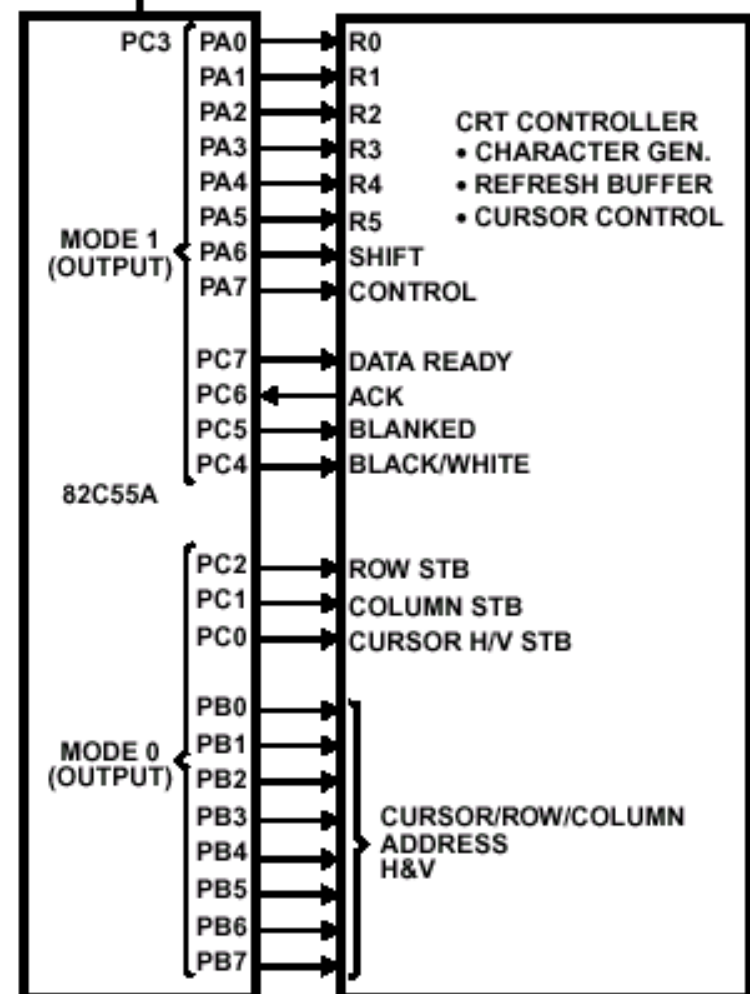 PC3 PA0 R0
PA1 R1
PA2 R2
CRT CONTROLLER
PA3 R3 • CHARACTER GEN.
PA4 R4 • REFRESH BUFFER
PA5 R5 • CURSOR CONTROL
MODE 1
(OUTPUT)
PA6 SHIFT
PA7 CONTROL
PC7 DATA READY
PC6 ACK
PC5 BLANKED
PC4 BLACK/WHITE
82C55A
PC2 ROW STB
PC1 COLUMN STB
PC0 CURSOR H/V STB
PB0
MODE 0
(OUTPUT)
PB1
PB2
PB3
PB4
PB5
PB6
PB7
CURSOR/ROW/COLUMN
ADDRESS
H&V